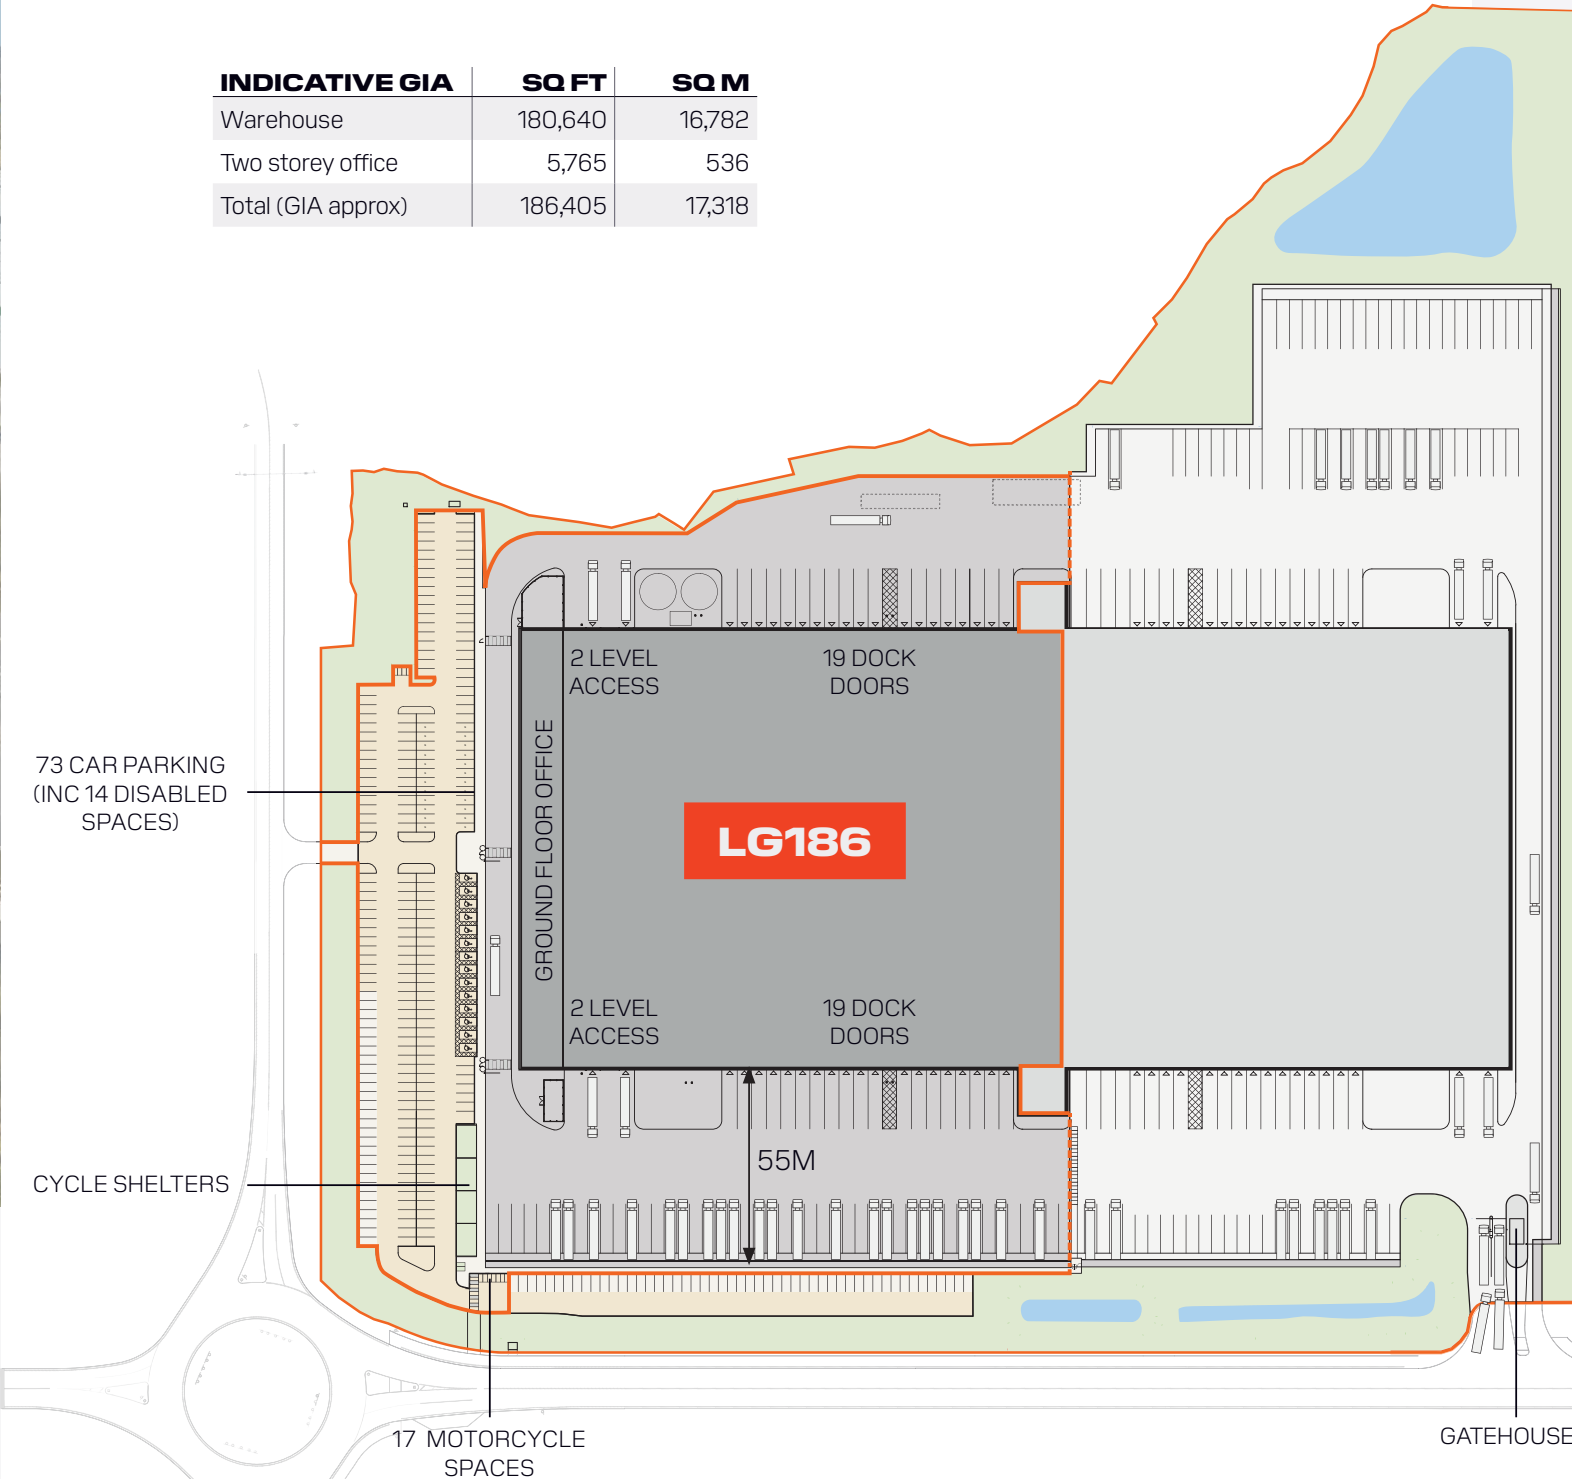 INDICATIVE GIA SQ FT SQ M
Warehouse 180,640 16,782
Two storey office 5,765 536
Total (GIA approx) 186,405 17,318
2 LEVEL
ACCESS
19 DOCK
DOORS
GROUND FLOOR OFFICE
73 CAR PARKING
(INC 14 DISABLED
SPACES)
LG186
2 LEVEL
ACCESS
19 DOCK
DOORS
55M
CYCLE SHELTERS
17 MOTORCYCLE
SPACES
GATEHOUSE